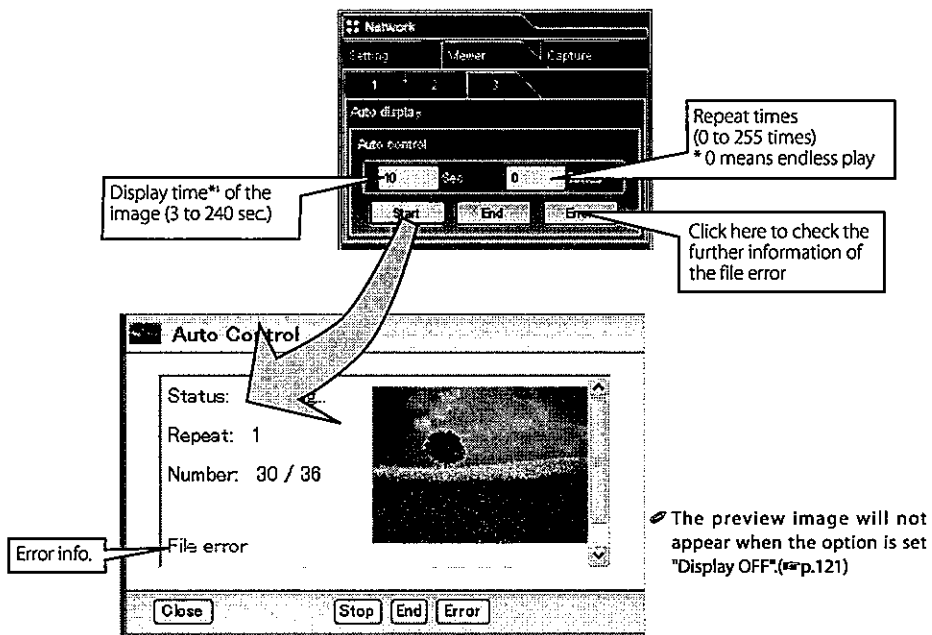 Network
Setting
Viewer
Capture
1
2
3
Auto display
Auto control
10
Sec
0
Start
End
Error
Repeat times
(0 to 255 times)
* 0 means endless play
Display time*¹ of the
image (3 to 240 sec.)
Click here to check the
further information of
the file error
Auto Control
Status:
g...
Repeat: 1
Number: 30 / 36
File error
Error info.
Close
Stop
End
Error
The preview image will not
appear when the option is set
"Display OFF".(☞p.121)